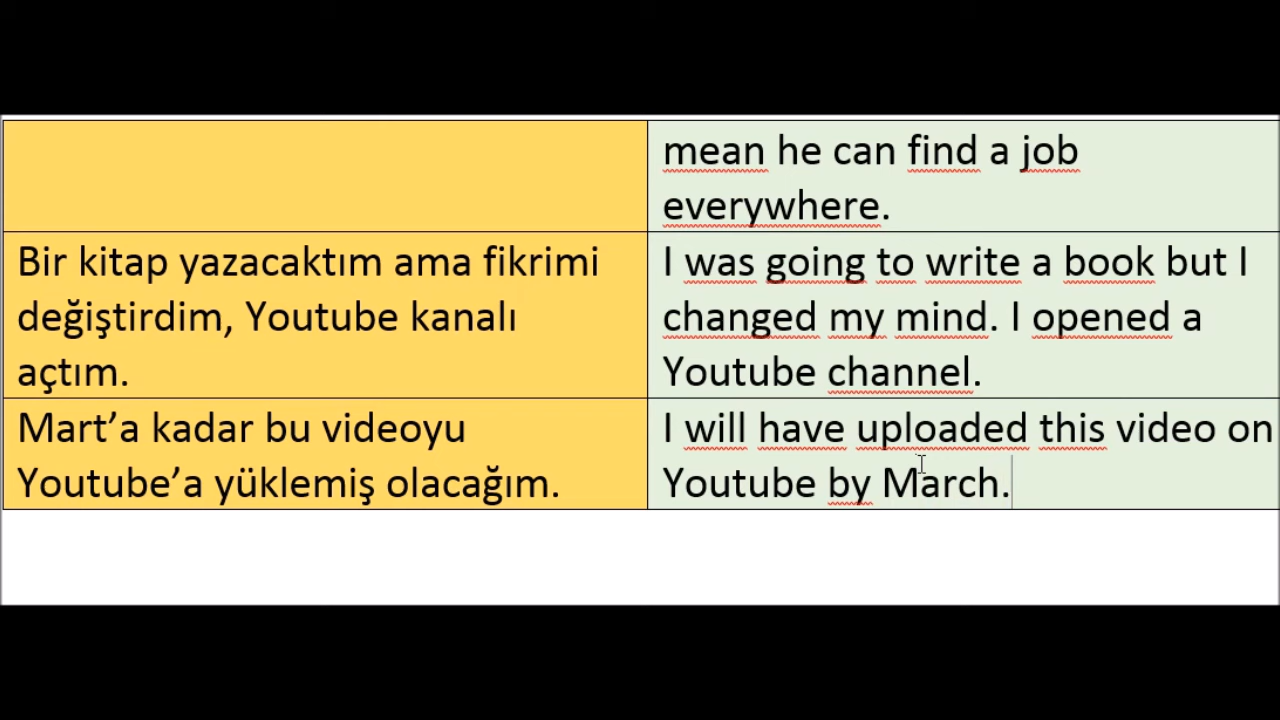 mean he can find a job
everywhere.
Bir kitap yazacaktım ama fikrimi
değiştirdim, Youtube kanalı
açtım.
I was going to write a book but I
changed my mind. I opened a
Youtube channel.
Mart’a kadar bu videoyu
Youtube’a yüklemiş olacağım.
I will have uploaded this video on
Youtube by March.